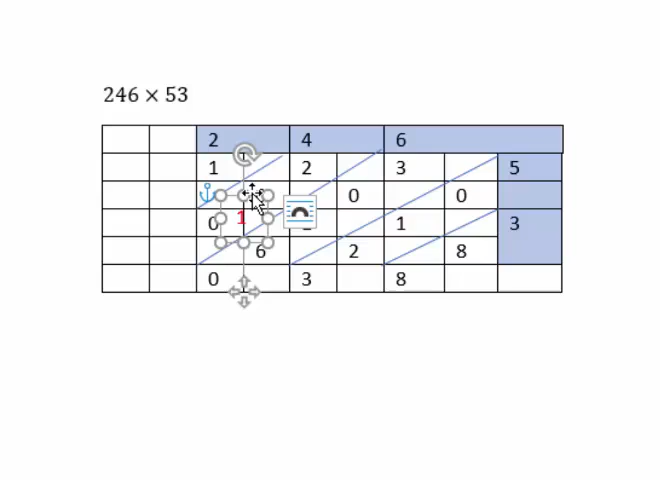 246 × 53
2 4 6
1 2 3 5
0 0
0 1 1 3
6 2 8
0 3 8